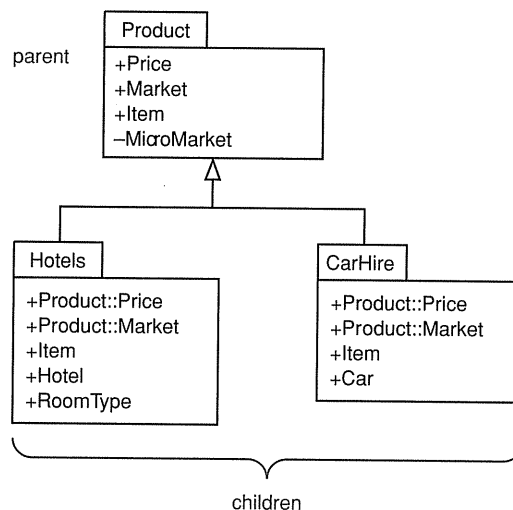 Product
parent
+Price
+Market
+Item
–MicroMarket
Hotels
+Product::Price
+Product::Market
+Item
+Hotel
+RoomType
CarHire
+Product::Price
+Product::Market
+Item
+Car
children